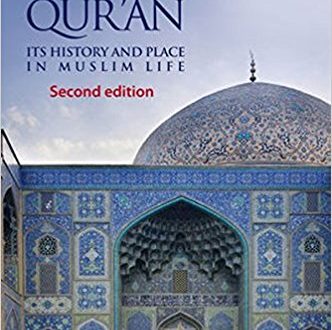 QUR'AN
ITS HISTORY AND PLACE
IN MUSLIM LIFE
Second edition